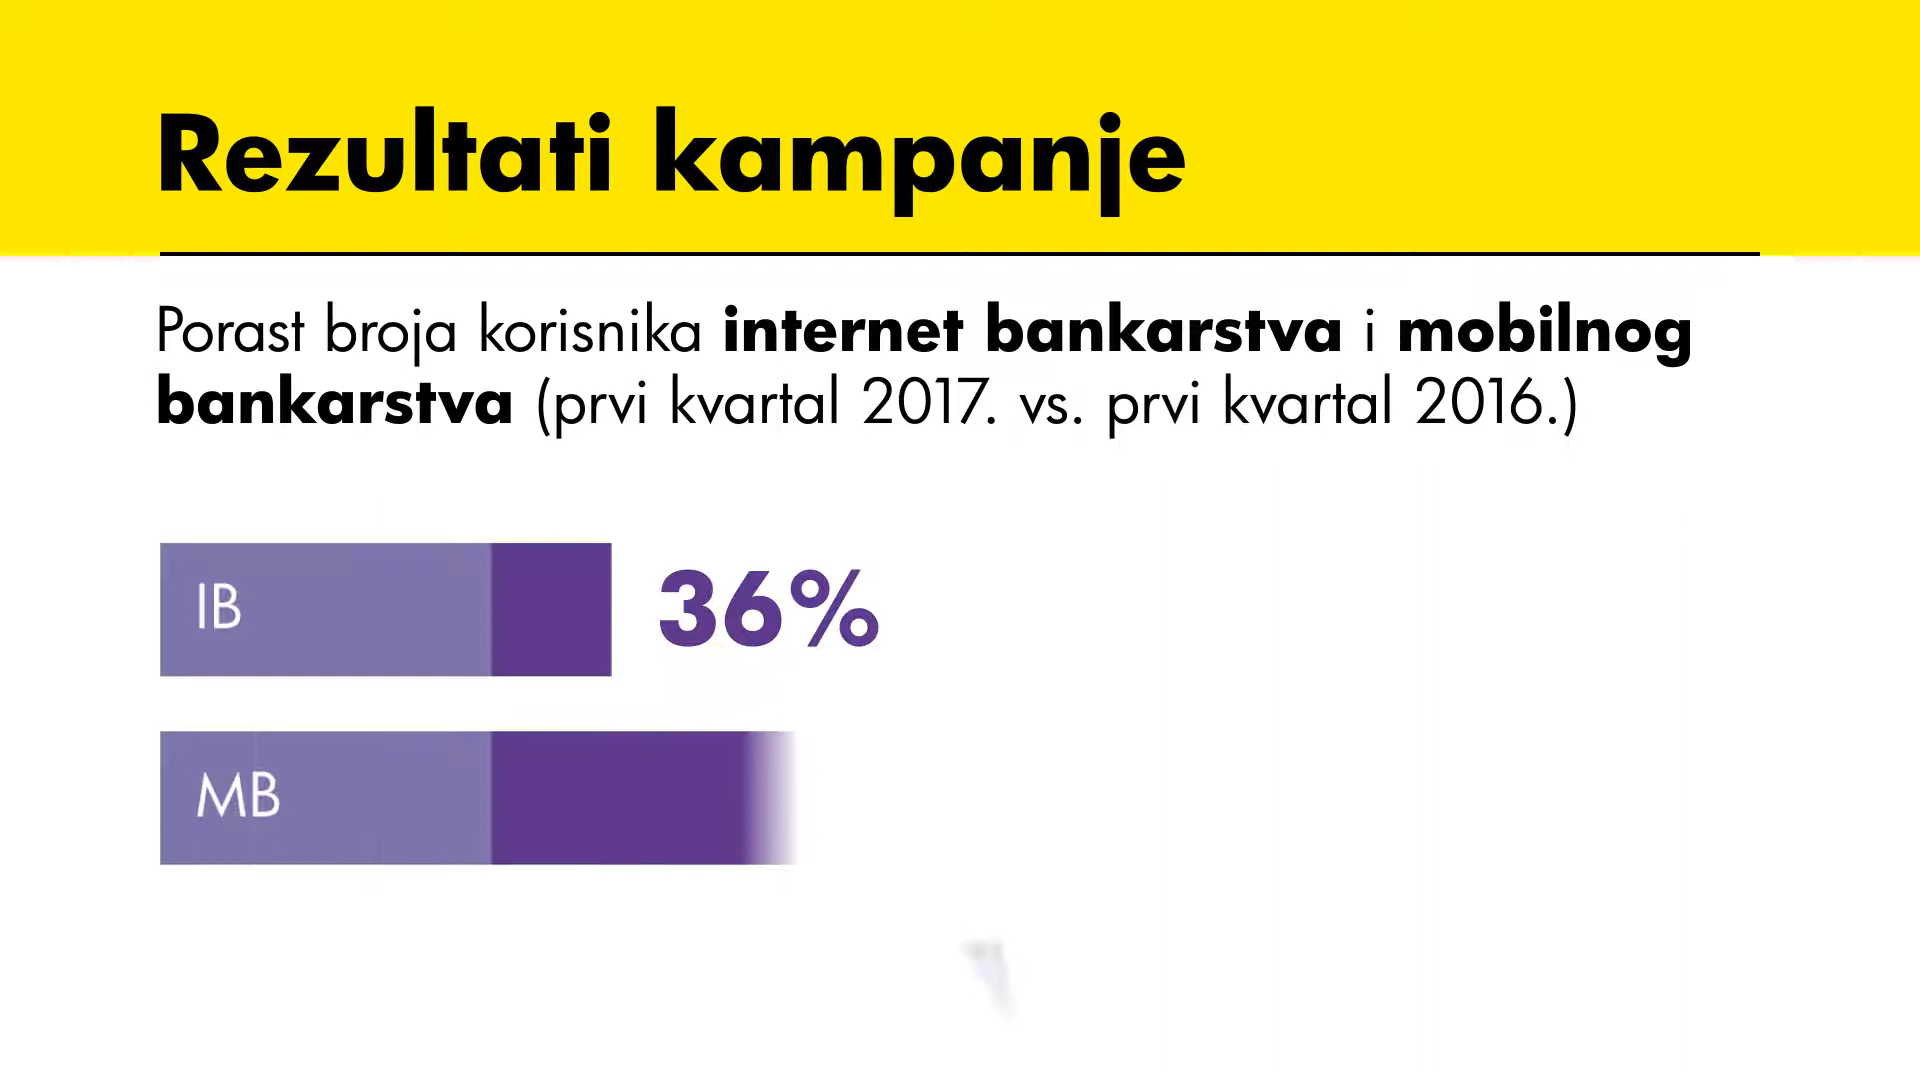 Rezultati kampanje
Porast broja korisnika internet bankarstva i mobilnog
bankarstva (prvi kvartal 2017. vs. prvi kvartal 2016.)
IB 36%
MB